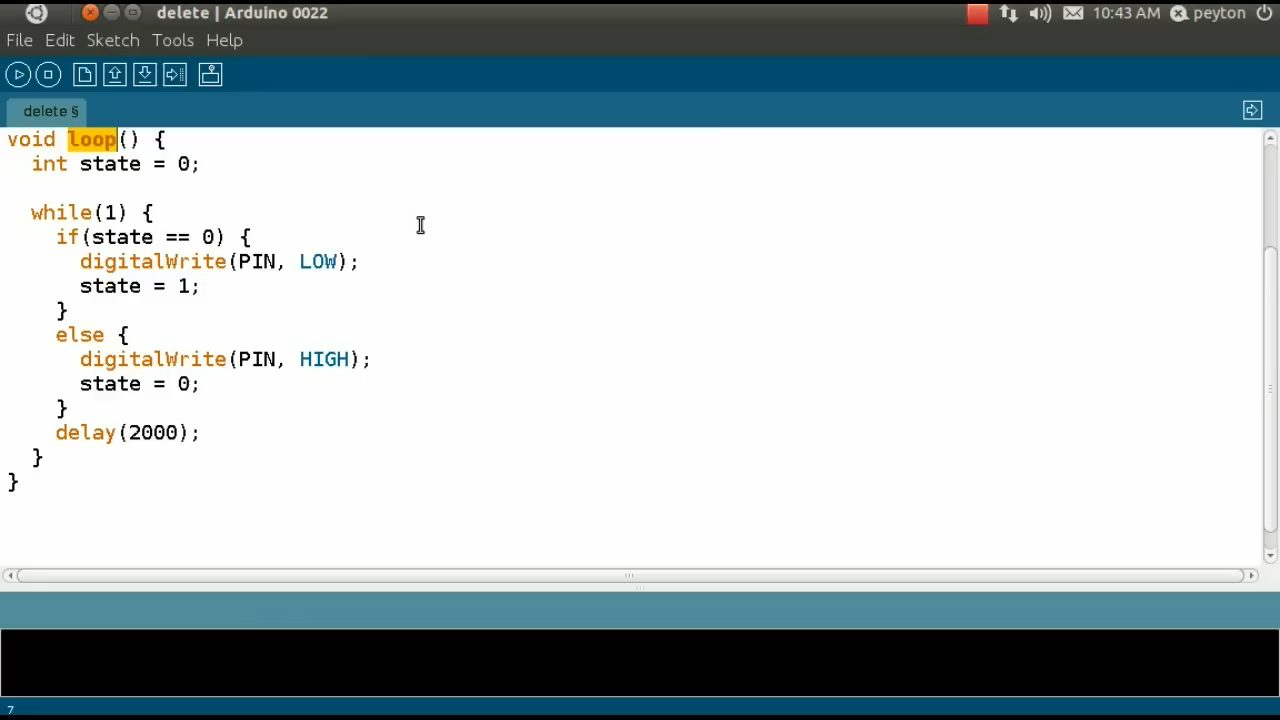 delete | Arduino 0022
10:43 AM peyton
File Edit Sketch Tools Help
delete §
void loop() {
int state = 0;
while(1) {
if(state == 0) {
digitalWrite(PIN, LOW);
state = 1;
}
else {
digitalWrite(PIN, HIGH);
state = 0;
}
delay(2000);
}
}
7